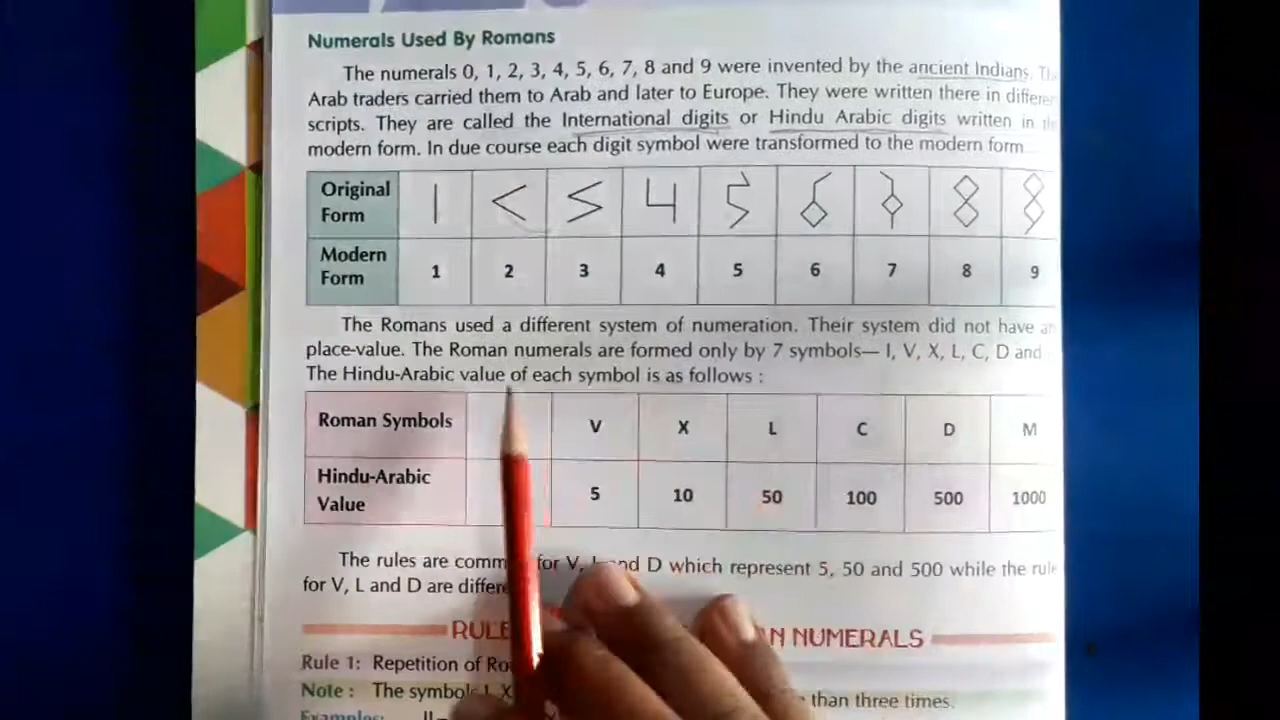 Numerals Used By Romans
The numerals 0, 1, 2, 3, 4, 5, 6, 7, 8 and 9 were invented by the ancient Indians.
Arab traders carried them to Arab and later to Europe. They were written there in
scripts. They are called the International digits or Hindu Arabic digits written in
modern form. In due course each digit symbol were transformed to the modern form
Original Form
Modern Form 1 2 3 4 5 6 7 8 9
The Romans used a different system of numeration. Their system did not have
place-value. The Roman numerals are formed only by 7 symbols— I, V, X, L, C, D and
The Hindu-Arabic value of each symbol is as follows :
Roman Symbols V X L C D M
Hindu-Arabic Value 5 10 50 100 500 1000
The rules are for V, and D which represent 5, 50 and 500 while the
for V, L and D are
NUMERALS
Rule 1: Repetition of
Note : The than three times.
Examples: